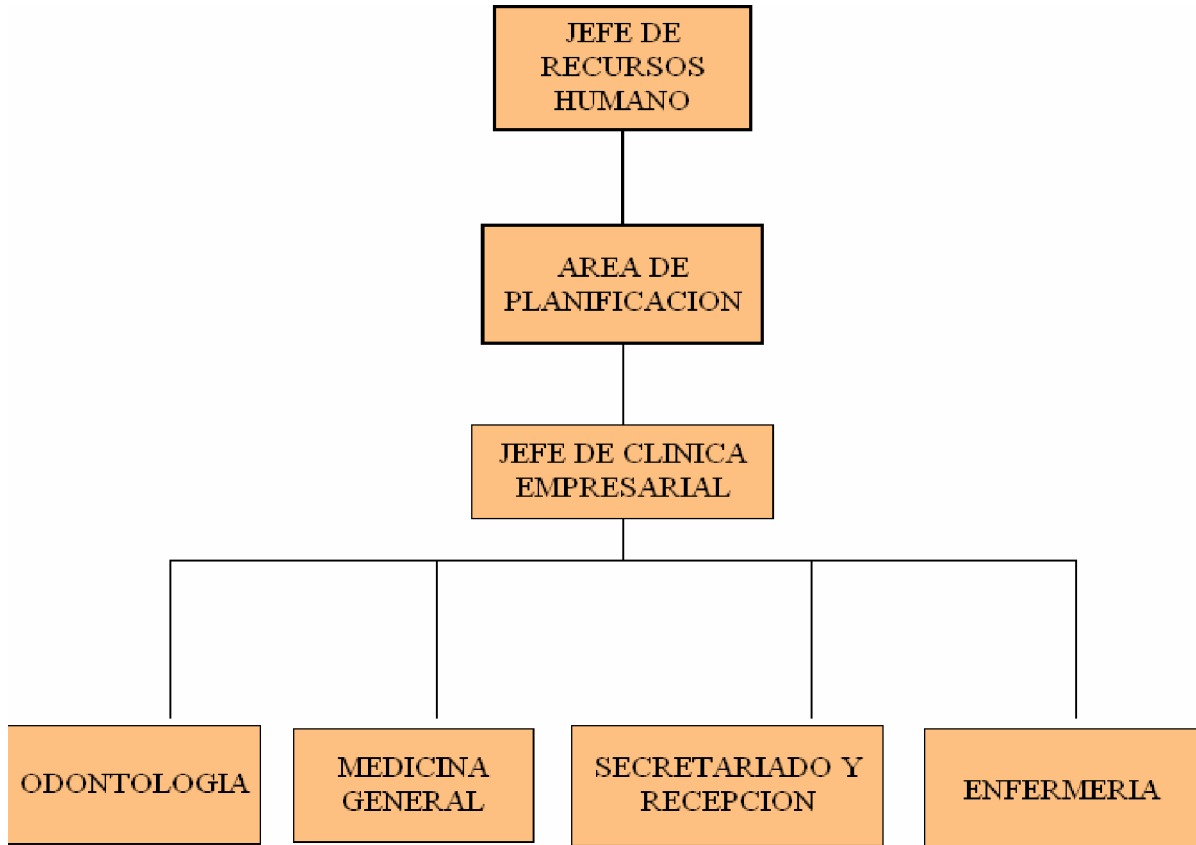 JEFE DE
RECURSOS
HUMANO
AREA DE
PLANIFICACION
JEFE DE CLINICA
EMPRESARIAL
ODONTOLOGIA
MEDICINA
GENERAL
SECRETARIADO Y
RECEPCION
ENFERMERIA